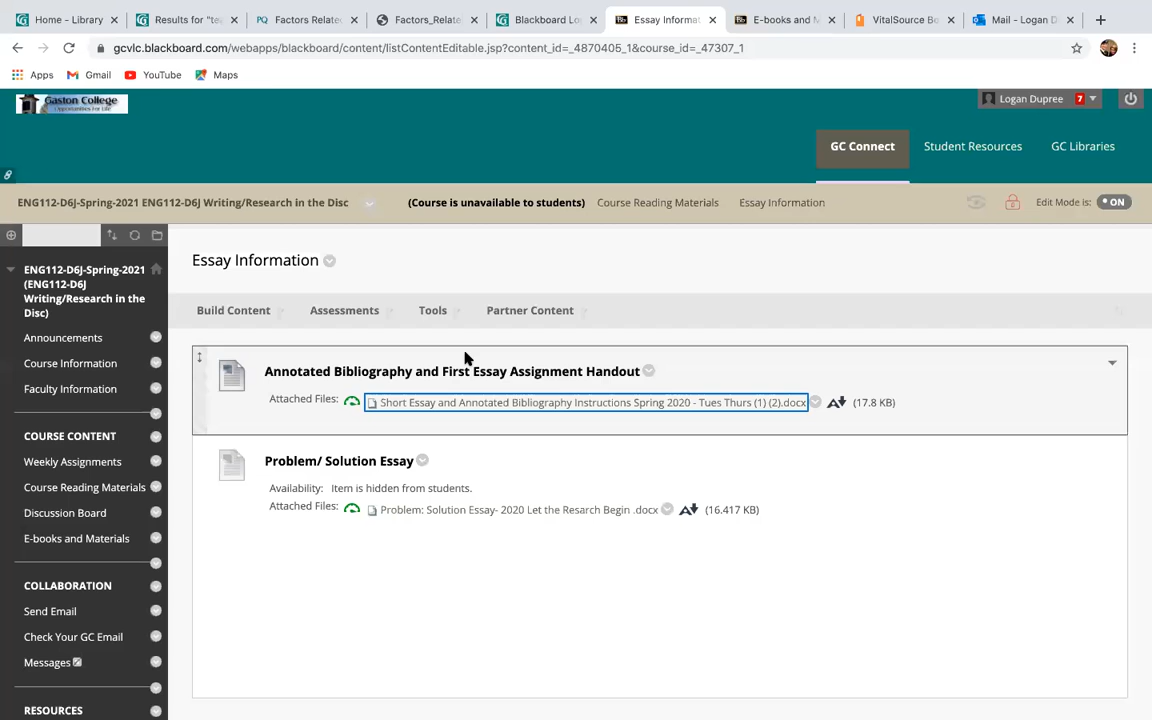 Home - Library
Results for "te
Factors Relate
Factors_Relate
Blackboard Lo
Essay Informa
E-books and M
VitalSource Bo
Mail - Logan D
gcvlc.blackboard.com/webapps/blackboard/content/listContentEditable.jsp?content_id=_4870405_1&course_id=_47307_1
Apps Gmail YouTube Maps
Gaston College
Opportunities For Life
Logan Dupree 7
GC Connect Student Resources GC Libraries
ENG112-D6J-Spring-2021 ENG112-D6J Writing/Research in the Disc (Course is unavailable to students) Course Reading Materials Essay Information Edit Mode is: ON
ENG112-D6J-Spring-2021
(ENG112-D6J
Writing/Research in the
Disc)
Announcements
Course Information
Faculty Information
COURSE CONTENT
Weekly Assignments
Course Reading Materials
Discussion Board
E-books and Materials
COLLABORATION
Send Email
Check Your GC Email
Messages
RESOURCES
Essay Information
Build Content Assessments Tools Partner Content
Annotated Bibliography and First Essay Assignment Handout
Attached Files: Short Essay and Annotated Bibliography Instructions Spring 2020 - Tues Thurs (1) (2).docx (17.8 KB)
Problem/ Solution Essay
Availability: Item is hidden from students.
Attached Files: Problem: Solution Essay- 2020 Let the Resarch Begin .docx (16.417 KB)